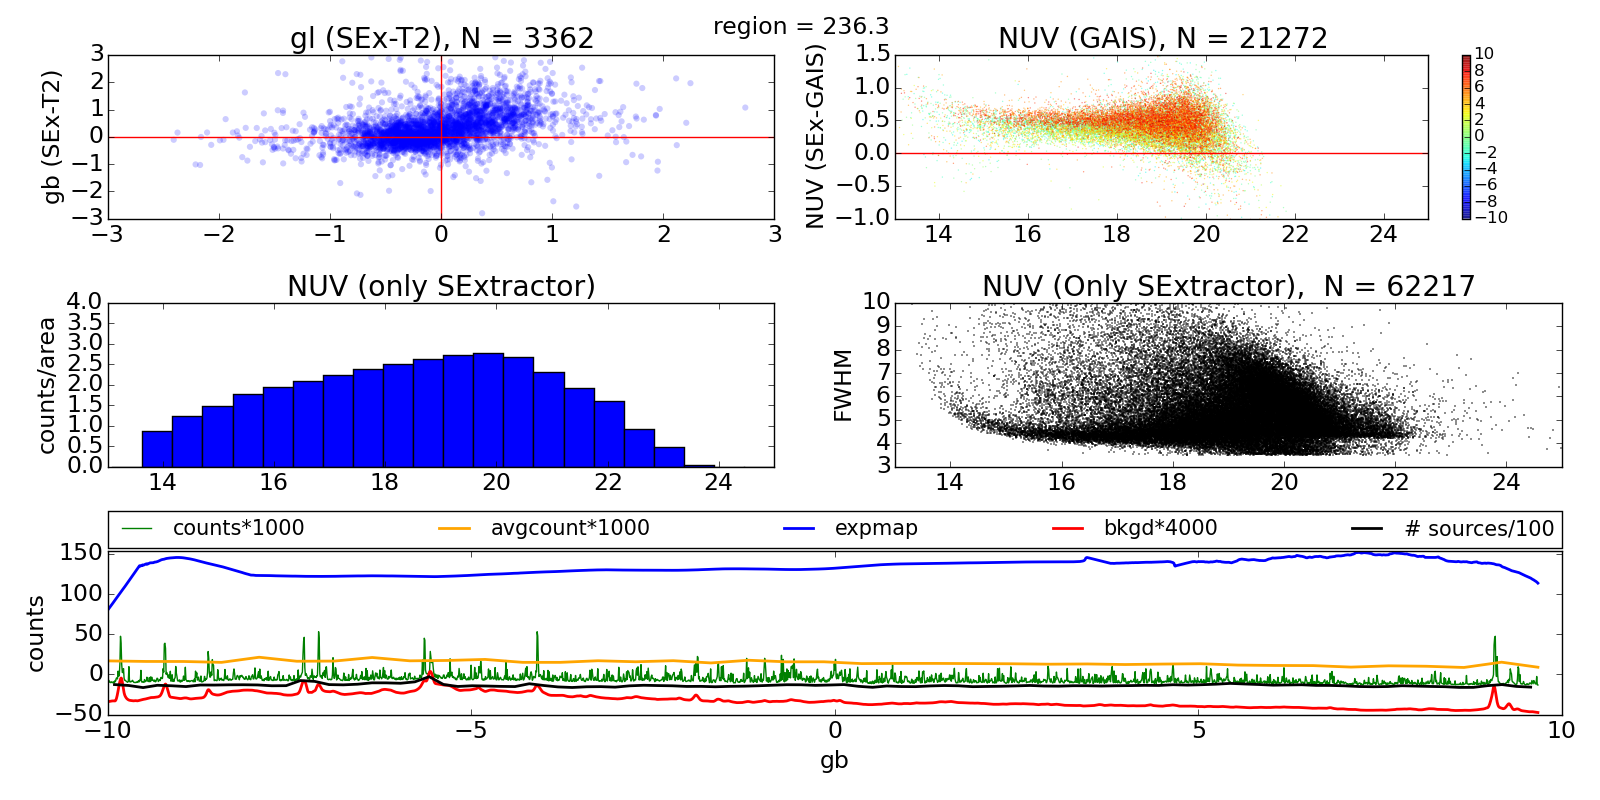 region = 236.3
gl (SEx-T2), N = 3362
gb (SEx-T2)
3
2
1
0
−1
−2
−3
−3 −2 −1 0 1 2 3
NUV (GAIS), N = 21272
NUV (SEx-GAIS)
1.5
1.0
0.5
0.0
−0.5
−1.0
14 16 18 20 22 24
10
8
6
4
2
0
−2
−4
−6
−8
−10
NUV (only SExtractor)
counts/area
4.0
3.5
3.0
2.5
2.0
1.5
1.0
0.5
0.0
14 16 18 20 22 24
NUV (Only SExtractor), N = 62217
FWHM
10
9
8
7
6
5
4
3
14 16 18 20 22 24
counts*1000 avgcount*1000 expmap bkgd*4000 # sources/100
counts
150
100
50
0
−50
−10 −5 0 5 10
gb